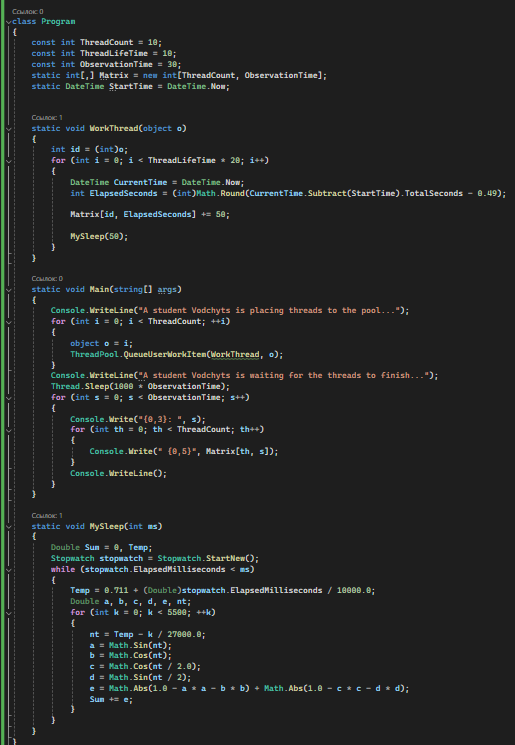 Ссылок: 0
class Program
{
const int ThreadCount = 10;
const int ThreadLifeTime = 10;
const int ObservationTime = 30;
static int[,] Matrix = new int[ThreadCount, ObservationTime];
static DateTime StartTime = DateTime.Now;
Ссылок: 1
static void WorkThread(object o)
{
int id = (int)o;
for (int i = 0; i < ThreadLifeTime * 20; i++)
{
DateTime CurrentTime = DateTime.Now;
int ElapsedSeconds = (int)Math.Round(CurrentTime.Subtract(StartTime).TotalSeconds - 0.49);
Matrix[id, ElapsedSeconds] += 50;
MySleep(50);
}
}
Ссылок: 0
static void Main(string[] args)
{
Console.WriteLine("A student Vodchyts is placing threads to the pool...");
for (int i = 0; i < ThreadCount; ++i)
{
object o = i;
ThreadPool.QueueUserWorkItem(WorkThread, o);
}
Console.WriteLine("A student Vodchyts is waiting for the threads to finish...");
Thread.Sleep(1000 * ObservationTime);
for (int s = 0; s < ObservationTime; s++)
{
Console.Write("{0,3}: ", s);
for (int th = 0; th < ThreadCount; th++)
{
Console.Write(" {0,5}", Matrix[th, s]);
}
Console.WriteLine();
}
}
Ссылок: 1
static void MySleep(int ms)
{
Double Sum = 0, Temp;
Stopwatch stopwatch = Stopwatch.StartNew();
while (stopwatch.ElapsedMilliseconds < ms)
{
Temp = 0.711 + (Double)stopwatch.ElapsedMilliseconds / 10000.0;
Double a, b, c, d, e, nt;
for (int k = 0; k < 5500; ++k)
{
nt = Temp - k / 27000.0;
a = Math.Sin(nt);
b = Math.Cos(nt);
c = Math.Cos(nt / 2.0);
d = Math.Sin(nt / 2);
e = Math.Abs(1.0 - a * a - b * b) + Math.Abs(1.0 - c * c - d * d);
Sum += e;
}
}
}
}